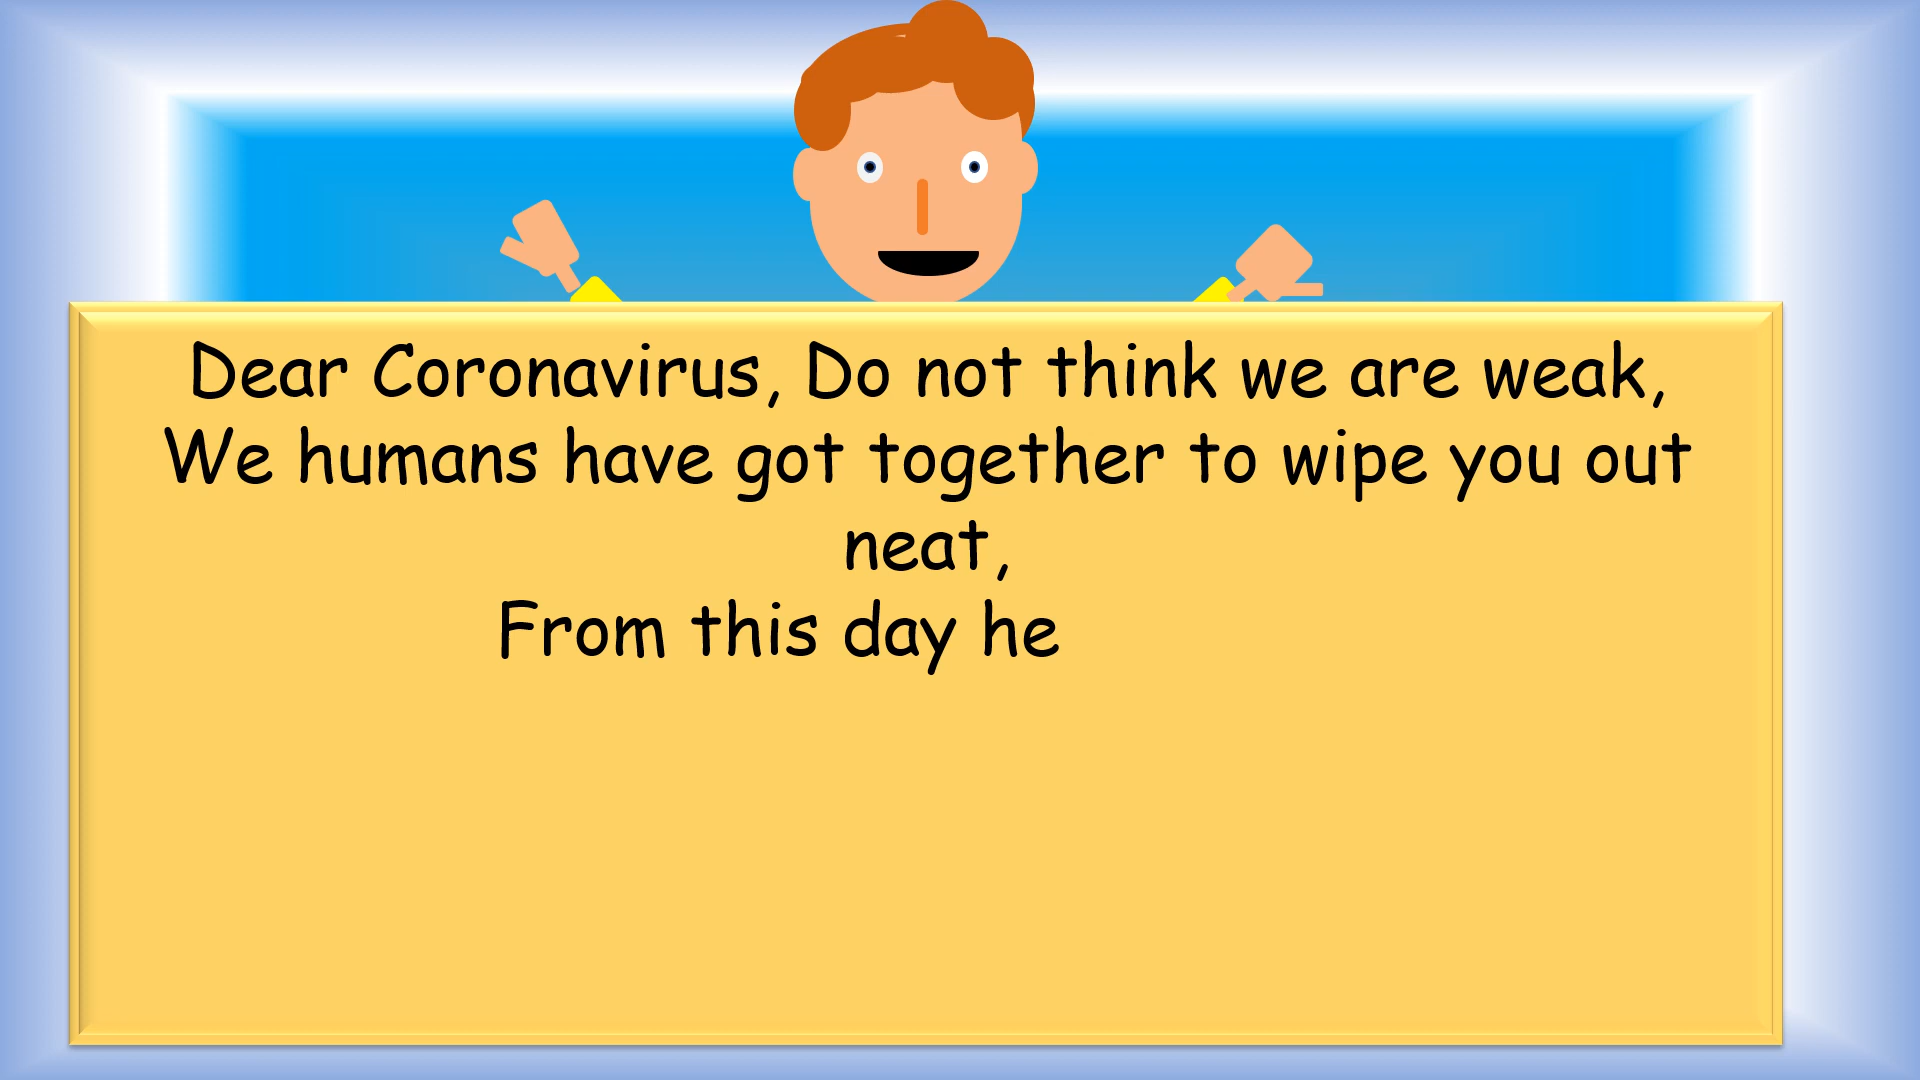 Dear Coronavirus, Do not think we are weak,
We humans have got together to wipe you out
neat,
From this day he